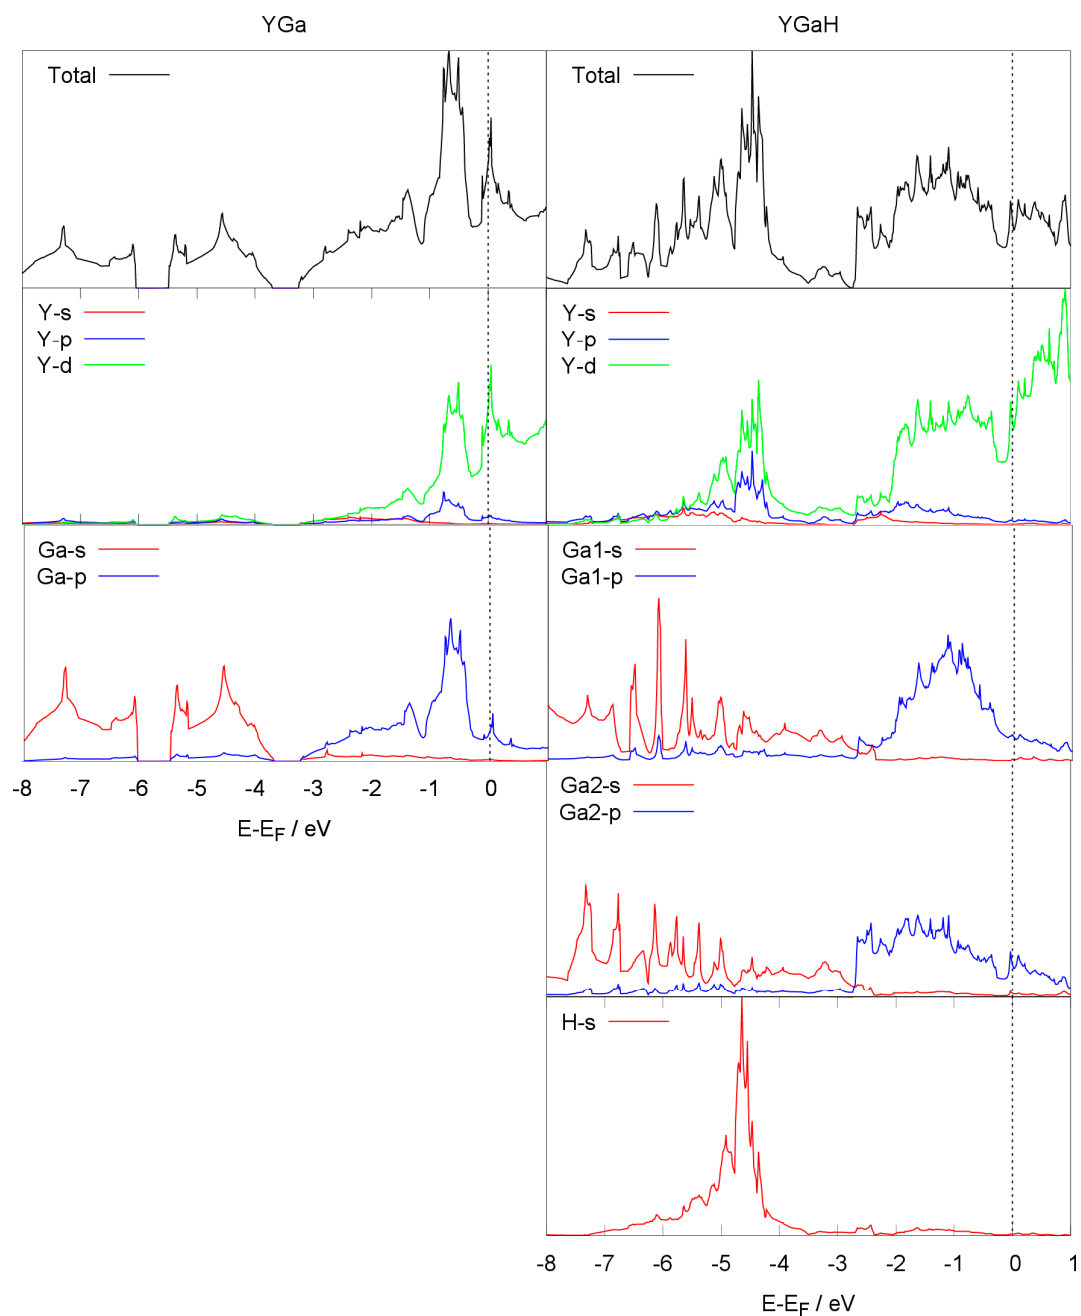 YGa
YGaH
Total
Total
Y-s
Y-p
Y-d
Y-s
Y-p
Y-d
Ga-s
Ga-p
Ga1-s
Ga1-p
-8 -7 -6 -5 -4 -3 -2 -1 0
E-EF / eV
Ga2-s
Ga2-p
H-s
-8 -7 -6 -5 -4 -3 -2 -1 0 1
E-EF / eV